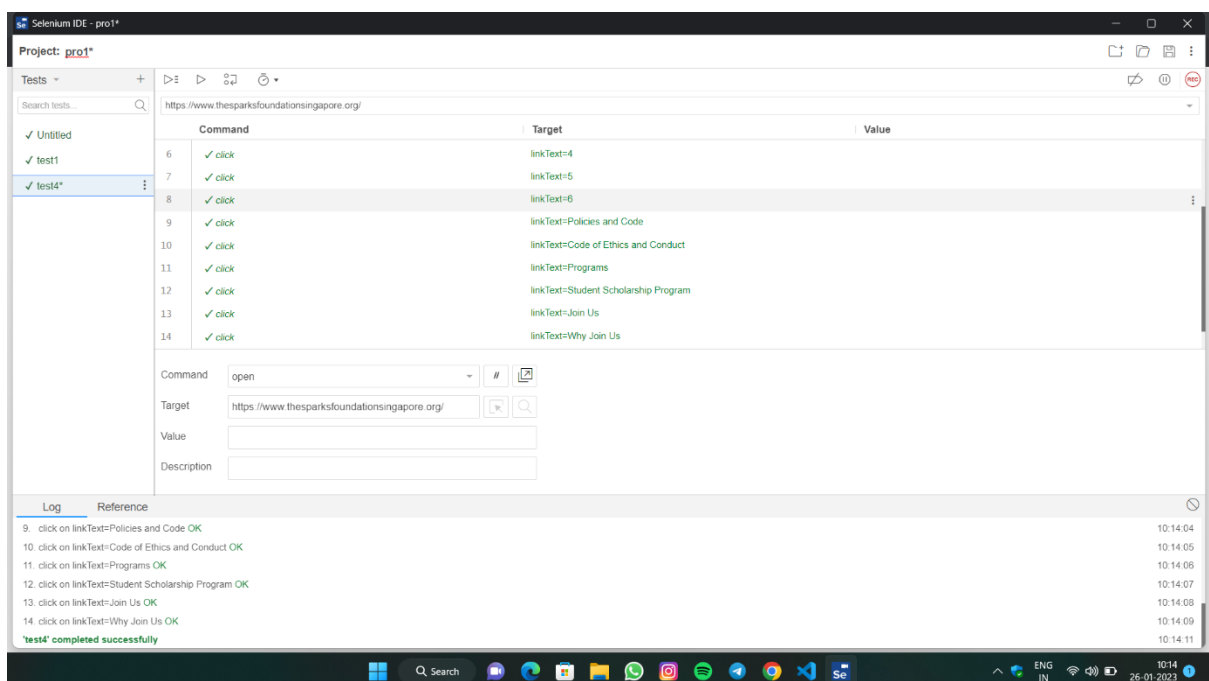 Se Selenium IDE - pro1*
Project: pro1*
Tests
Search tests...
✓ Untitled
✓ test1
✓ test4*
REC
https://www.thesparksfoundationsingapore.org/
Command Target Value
6 ✓ click linkText=4
7 ✓ click linkText=5
8 ✓ click linkText=6
9 ✓ click linkText=Policies and Code
10 ✓ click linkText=Code of Ethics and Conduct
11 ✓ click linkText=Programs
12 ✓ click linkText=Student Scholarship Program
13 ✓ click linkText=Join Us
14 ✓ click linkText=Why Join Us
Command open //
Target https://www.thesparksfoundationsingapore.org/
Value
Description
Log Reference
9. click on linkText=Policies and Code OK 10:14:04
10. click on linkText=Code of Ethics and Conduct OK 10:14:05
11. click on linkText=Programs OK 10:14:06
12. click on linkText=Student Scholarship Program OK 10:14:07
13. click on linkText=Join Us OK 10:14:08
14. click on linkText=Why Join Us OK 10:14:09
'test4' completed successfully 10:14:11
Search Se ENG 10:14
IN 26-01-2023 1